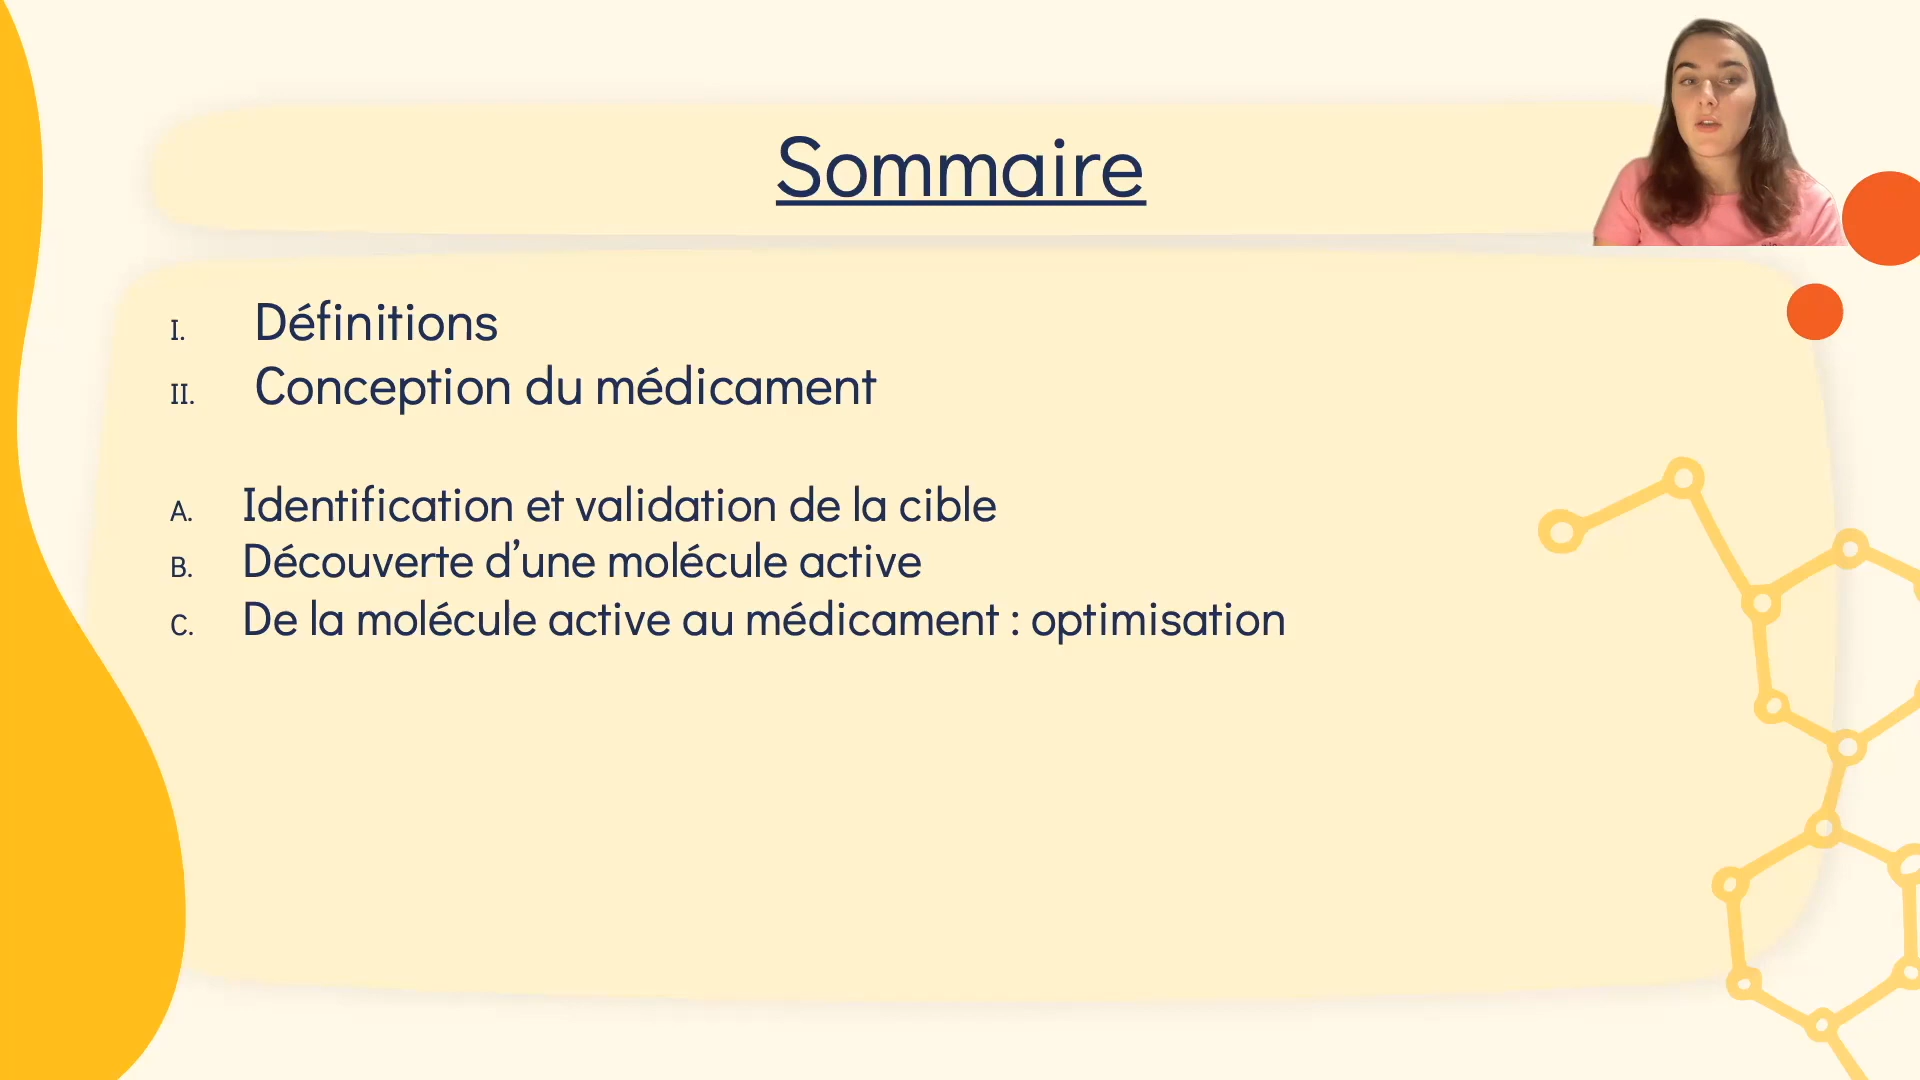 Sommaire
I. Définitions
II. Conception du médicament
A. Identification et validation de la cible
B. Découverte d’une molécule active
C. De la molécule active au médicament : optimisation